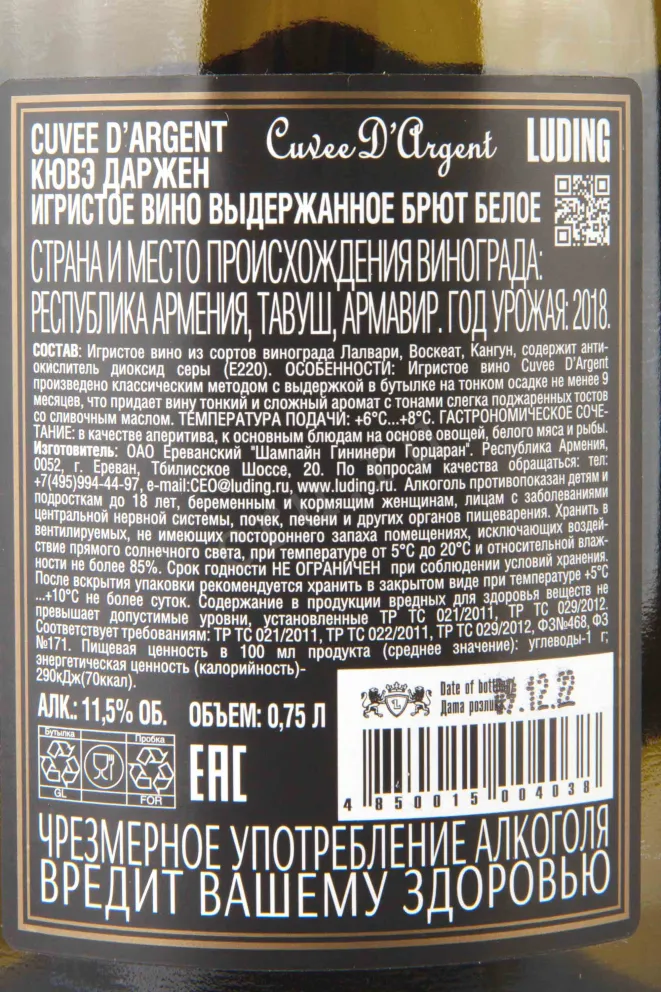 CUVEE D'ARGENT Cuvee D'Argent LUDING
КЮВЭ ДАРЖЕН
ИГРИСТОЕ ВИНО ВЫДЕРЖАННОЕ БРЮТ БЕЛОЕ
СТРАНА И МЕСТО ПРОИСХОЖДЕНИЯ ВИНОГРАДА:
РЕСПУБЛИКА АРМЕНИЯ, ТАВУШ, АРМАВИР. ГОД УРОЖАЯ: 2018.
СОСТАВ: Игристое вино из сортов винограда Лалвари, Воскеат, Кангун, содержит анти-
окислитель диоксид серы (Е220). ОСОБЕННОСТИ: Игристое вино Cuvee D'Argent
произведено классическим методом с выдержкой в бутылке на тонком осадке не менее 9
месяцев, что придает вину тонкий и сложный аромат с тонами слегка поджаренных тостов
со сливочным маслом. ТЕМПЕРАТУРА ПОДАЧИ: +6°С...+8°С. ГАСТРОНОМИЧЕСКОЕ СОЧЕ-
ТАНИЕ: в качестве аперитива, к основным блюдам на основе овощей, белого мяса и рыбы.
Изготовитель: ОАО Ереванский "Шампайн Гининери Горцаран". Республика Армения,
0052, г. Ереван, Тбилисское Шоссе, 20. По вопросам качества обращаться: тел:
+7(495)994-44-97, e-mail:CEO@luding.ru, www.luding.ru. Алкоголь противопоказан детям и
подросткам до 18 лет, беременным и кормящим женщинам, лицам с заболеваниями
центральной нервной системы, почек, печени и других органов пищеварения. Хранить в
вентилируемых, не имеющих постороннего запаха помещениях, исключающих воздей-
ствие прямого солнечного света, при температуре от 5°С до 20°С и относительной влаж-
ности не более 85%. Срок годности НЕ ОГРАНИЧЕН при соблюдении условий хранения.
После вскрытия упаковки рекомендуется хранить в закрытом виде при температуре +5°С
...+10°С не более суток. Содержание в продукции вредных для здоровья веществ не
превышает допустимые уровни, установленные ТР ТС 021/2011, ТР ТС 029/2012.
Соответствует требованиям: ТР ТС 021/2011, ТР ТС 022/2011, ТР ТС 029/2012, ФЗ№468, ФЗ
№171. Пищевая ценность в 100 мл продукта (среднее значение): углеводы-1 г;
энергетическая ценность (калорийность)-
290кДж(70ккал).
АЛК.: 11,5% ОБ. ОБЪЕМ: 0,75 Л
Date of bottling
Дата розлива 12.22
Бутылка Пробка
GL FOR
EAC
4 850015 004038
ЧРЕЗМЕРНОЕ УПОТРЕБЛЕНИЕ АЛКОГОЛЯ
ВРЕДИТ ВАШЕМУ ЗДОРОВЬЮ